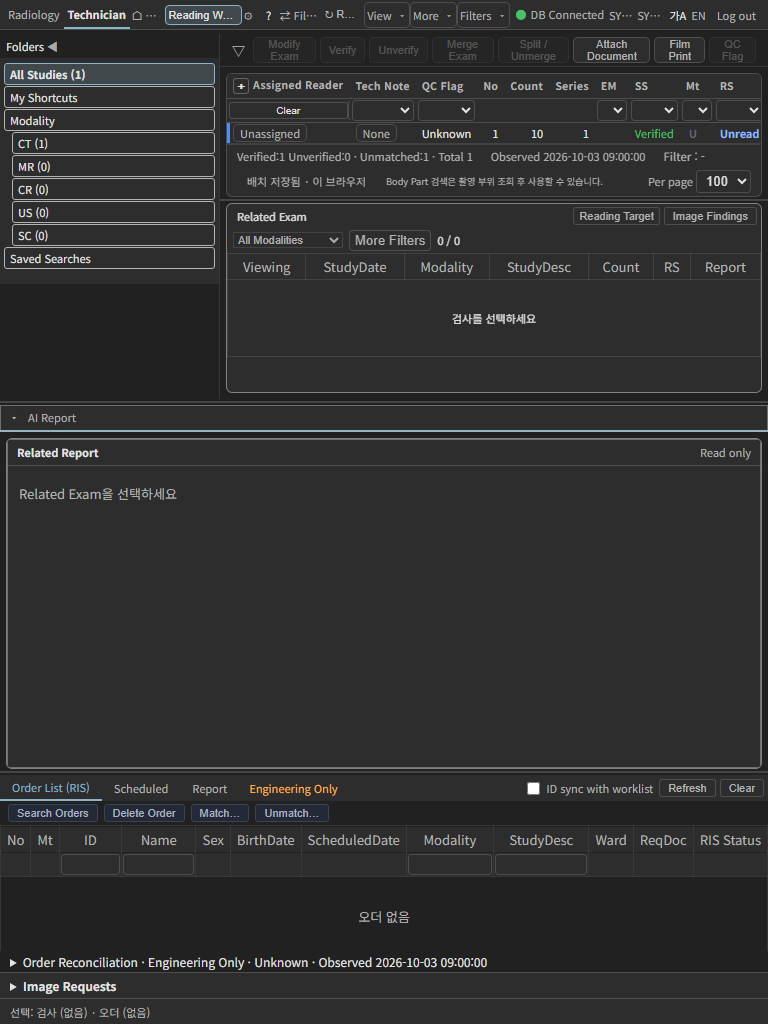 Radiology Technician ⌂ ··· Reading W... ⚙ ? ⇄ Fil··· ↻ R... View More Filters DB Connected SY··· SY··· 가A EN Log out
Folders ◀
All Studies (1)
My Shortcuts
Modality
CT (1)
MR (0)
CR (0)
US (0)
SC (0)
Saved Searches
▽ Modify Exam Verify Unverify Merge Exam Split / Unmerge Attach Document Film Print QC Flag
+ Assigned Reader Tech Note QC Flag No Count Series EM SS Mt RS
Clear
Unassigned None Unknown 1 10 1 Verified U Unread
Verified:1 Unverified:0 · Unmatched:1 · Total 1 Observed 2026-10-03 09:00:00 Filter : -
배치 저장됨 · 이 브라우저 Body Part 검색은 촬영 부위 조회 후 사용할 수 있습니다. Per page 100
Related Exam Reading Target Image Findings
All Modalities More Filters 0 / 0
Viewing StudyDate Modality StudyDesc Count RS Report
검사를 선택하세요
AI Report
Related Report Read only
Related Exam을 선택하세요
Order List (RIS) Scheduled Report Engineering Only ID sync with worklist Refresh Clear
Search Orders Delete Order Match... Unmatch...
No Mt ID Name Sex BirthDate ScheduledDate Modality StudyDesc Ward ReqDoc RIS Status
오더 없음
▶ Order Reconciliation · Engineering Only · Unknown · Observed 2026-10-03 09:00:00
▶ Image Requests
선택: 검사 (없음) · 오더 (없음)